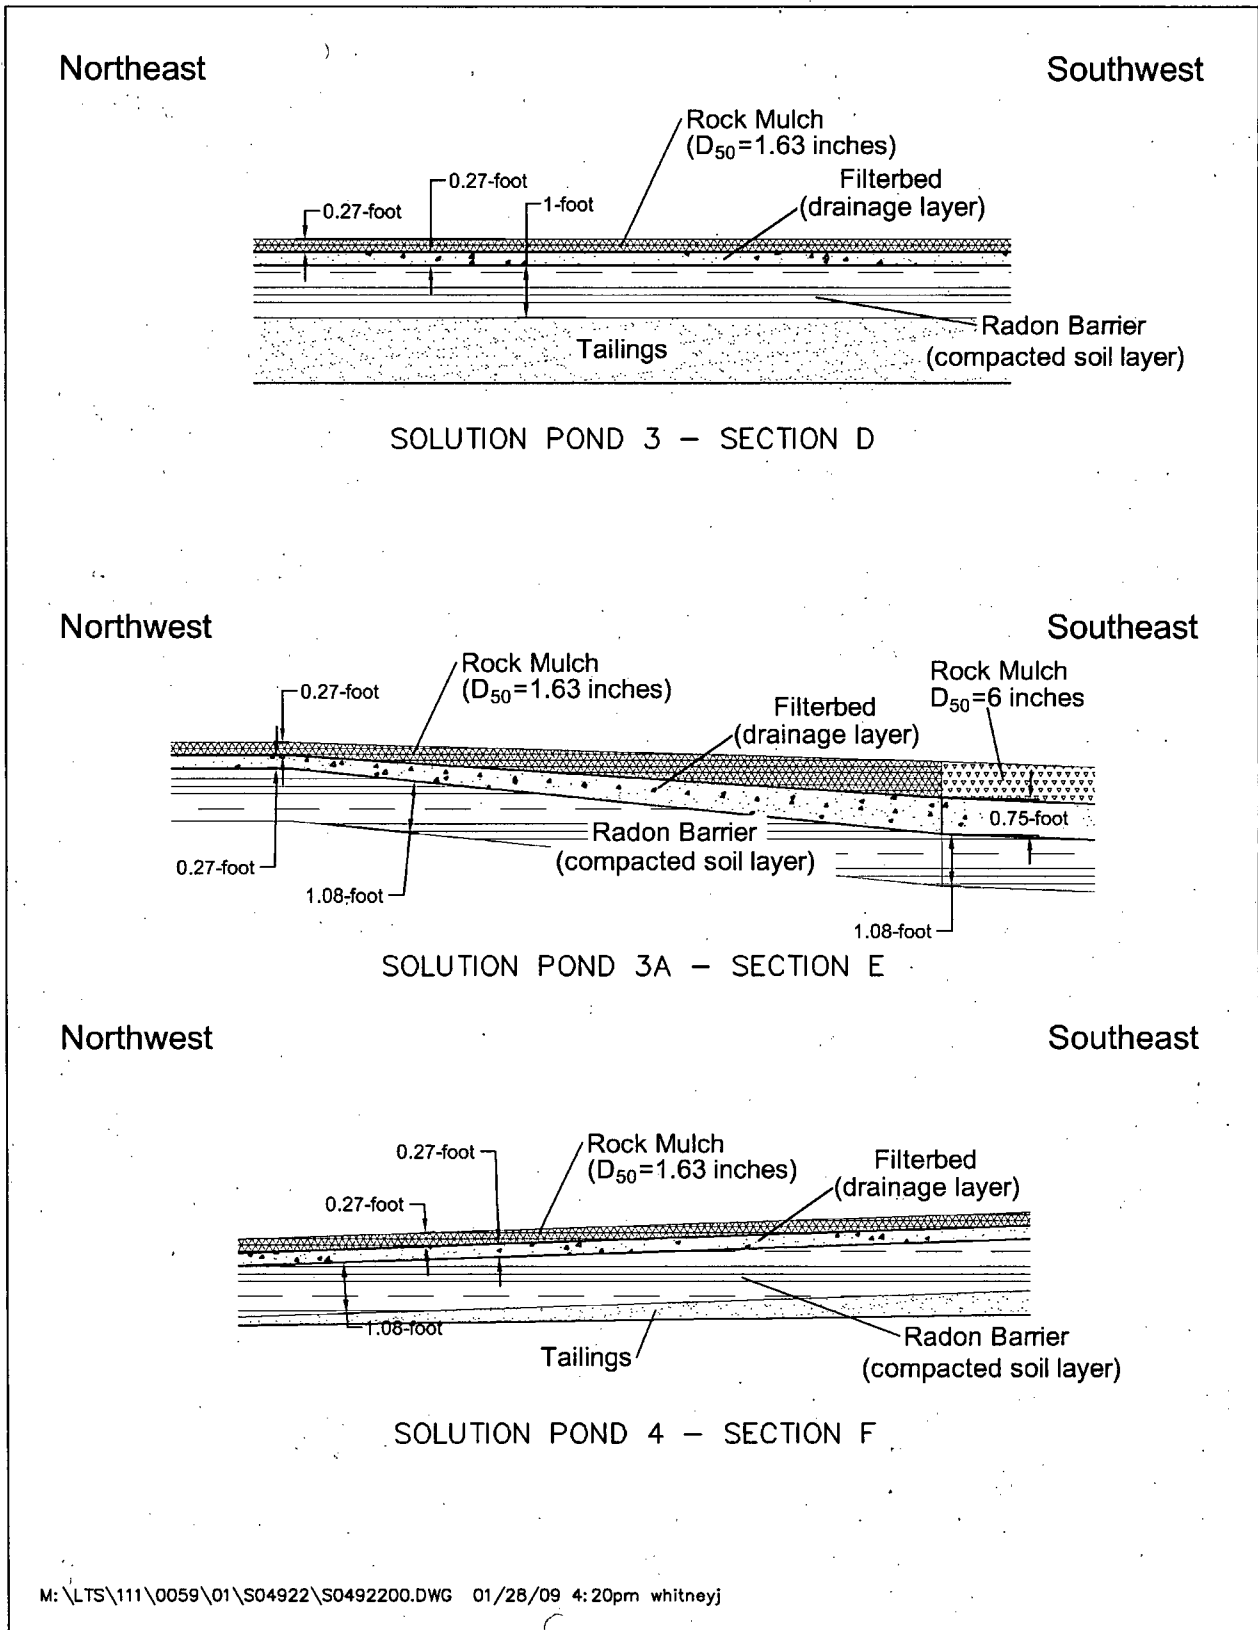 Northeast
Southwest
Rock Mulch
(D50=1.63 inches)
Filterbed
(drainage layer)
0.27-foot
0.27-foot
1-foot
Radon Barrier
(compacted soil layer)
Tailings
SOLUTION POND 3 – SECTION D
Northwest
Southeast
Rock Mulch
(D50=1.63 inches)
Rock Mulch
D50=6 inches
0.27-foot
Filterbed
(drainage layer)
0.75-foot
Radon Barrier
(compacted soil layer)
0.27-foot
1.08-foot
1.08-foot
SOLUTION POND 3A – SECTION E
Northwest
Southeast
Rock Mulch
(D50=1.63 inches)
0.27-foot
Filterbed
(drainage layer)
0.27-foot
1.08-foot
Tailings
Radon Barrier
(compacted soil layer)
SOLUTION POND 4 – SECTION F
M:\LTS\111\0059\01\S04922\S0492200.DWG 01/28/09 4:20pm whitneyj